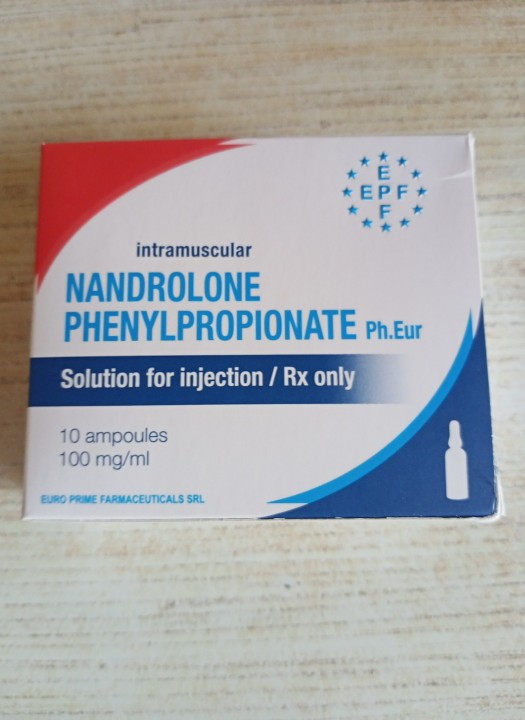 E
EPF
F
intramuscular
NANDROLONE
PHENYLPROPIONATE Ph.Eur
Solution for injection / Rx only
10 ampoules
100 mg/ml
EURO PRIME FARMACEUTICALS SRL